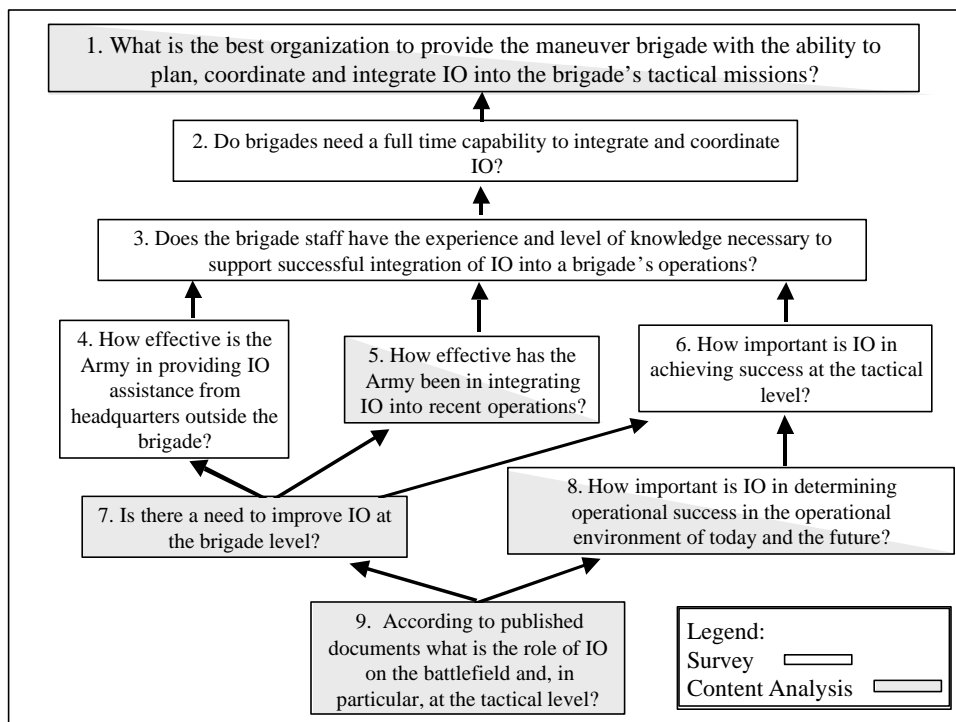 1. What is the best organization to provide the maneuver brigade with the ability to
plan, coordinate and integrate IO into the brigade's tactical missions?
2. Do brigades need a full time capability to integrate and coordinate
IO?
3. Does the brigade staff have the experience and level of knowledge necessary to
support successful integration of IO into a brigade's operations?
4. How effective is the
Army in providing IO
assistance from
headquarters outside the
brigade?
5. How effective has the
Army been in integrating
IO into recent operations?
6. How important is IO in
achieving success at the tactical
level?
7. Is there a need to improve IO at
the brigade level?
8. How important is IO in determining
operational success in the operational
environment of today and the future?
9. According to published
documents what is the role of IO
on the battlefield and, in
particular, at the tactical level?
Legend:
Survey
Content Analysis